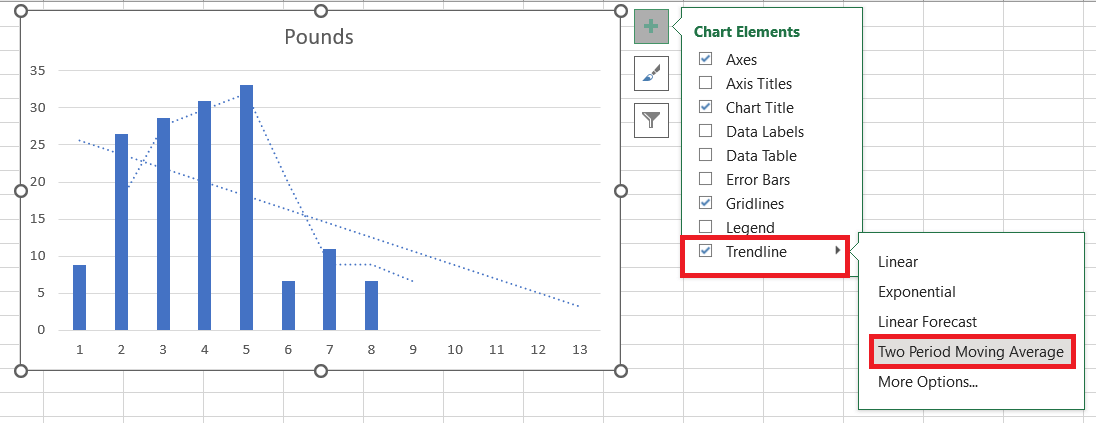 Pounds
35
30
25
20
15
10
5
0
1 2 3 4 5 6 7 8 9 10 11 12 13
Chart Elements
Axes
Axis Titles
Chart Title
Data Labels
Data Table
Error Bars
Gridlines
Legend
Trendline
Linear
Exponential
Linear Forecast
Two Period Moving Average
More Options...